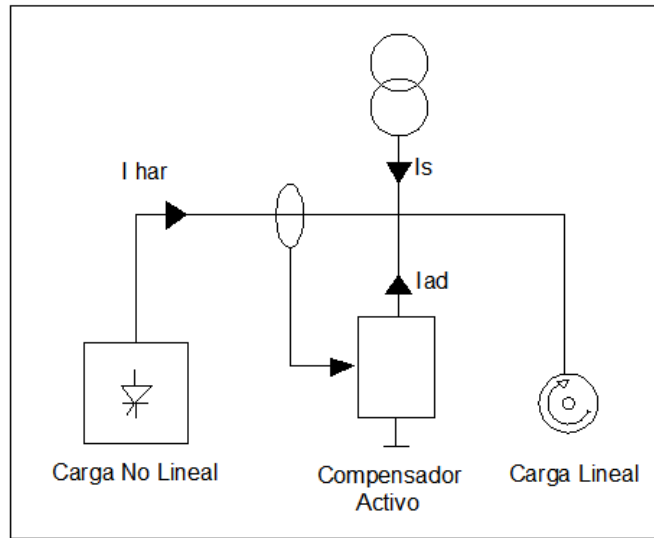 I har
Is
Iad
Carga No Lineal
Compensador
Activo
Carga Lineal